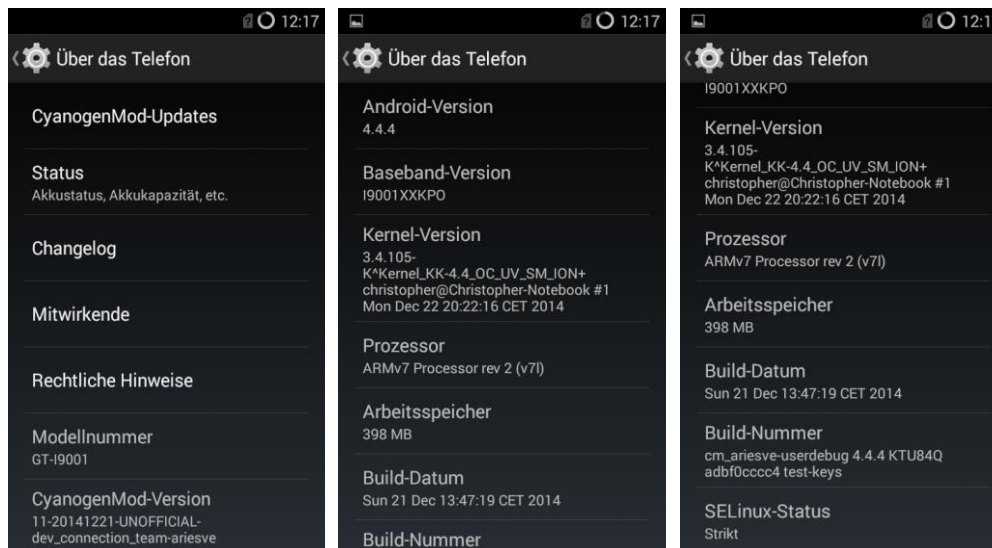 12:17
Über das Telefon
CyanogenMod-Updates
Status
Akkustatus, Akkukapazität, etc.
Changelog
Mitwirkende
Rechtliche Hinweise
Modellnummer
GT-I9001
CyanogenMod-Version
11-20141221-UNOFFICIAL-
dev_connection_team-ariesve
12:17
Über das Telefon
Android-Version
4.4.4
Baseband-Version
I9001XXKPO
Kernel-Version
3.4.105-
K^Kernel_KK-4.4_OC_UV_SM_ION+
christopher@Christopher-Notebook #1
Mon Dec 22 20:22:16 CET 2014
Prozessor
ARMv7 Processor rev 2 (v7l)
Arbeitsspeicher
398 MB
Build-Datum
Sun 21 Dec 13:47:19 CET 2014
Build-Nummer
12:1
Über das Telefon
I9001XXKPO
Kernel-Version
3.4.105-
K^Kernel_KK-4.4_OC_UV_SM_ION+
christopher@Christopher-Notebook #1
Mon Dec 22 20:22:16 CET 2014
Prozessor
ARMv7 Processor rev 2 (v7l)
Arbeitsspeicher
398 MB
Build-Datum
Sun 21 Dec 13:47:19 CET 2014
Build-Nummer
cm_ariesve-userdebug 4.4.4 KTU84Q
adbf0cccc4 test-keys
SELinux-Status
Strikt